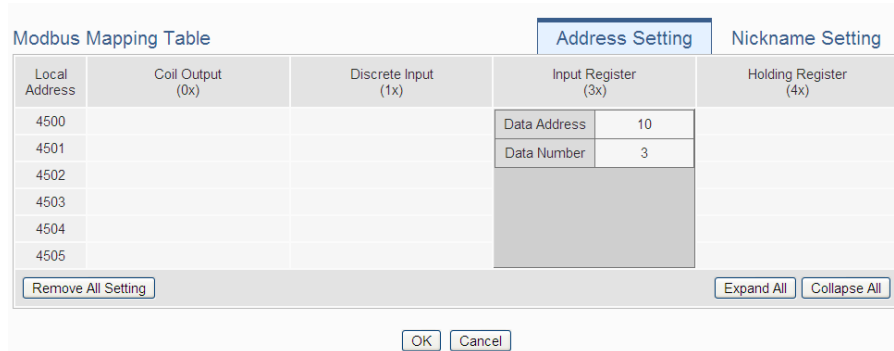 Modbus Mapping Table Address Setting Nickname Setting
Local Address Coil Output (0x) Discrete Input (1x) Input Register (3x) Holding Register (4x)
4500 Data Address 10
4501 Data Number 3
4502
4503
4504
4505
Remove All Setting Expand All Collapse All
OK Cancel